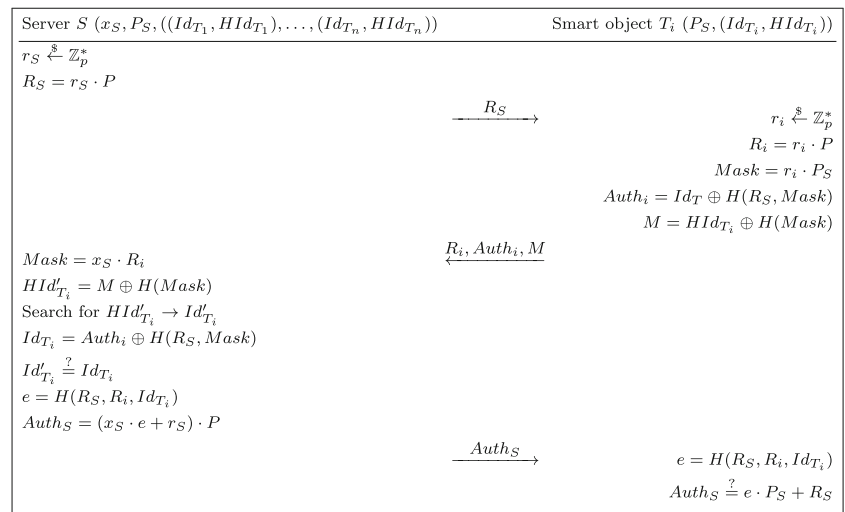 Server S (x_S, P_S, ((Id_{T_1}, HId_{T_1}), ..., (Id_{T_n}, HId_{T_n}))    Smart object T_i (P_S, (Id_{T_i}, HId_{T_i}))
r_S ←$ ℤ_p^*
R_S = r_S · P
R_S
r_i ←$ ℤ_p^*
R_i = r_i · P
Mask = r_i · P_S
Auth_i = Id_T ⊕ H(R_S, Mask)
M = HId_{T_i} ⊕ H(Mask)
R_i, Auth_i, M
Mask = x_S · R_i
HId'_{T_i} = M ⊕ H(Mask)
Search for HId'_{T_i} → Id'_{T_i}
Id_{T_i} = Auth_i ⊕ H(R_S, Mask)
Id'_{T_i} ≟ Id_{T_i}
e = H(R_S, R_i, Id_{T_i})
Auth_S = (x_S · e + r_S) · P
Auth_S
e = H(R_S, R_i, Id_{T_i})
Auth_S ≟ e · P_S + R_S